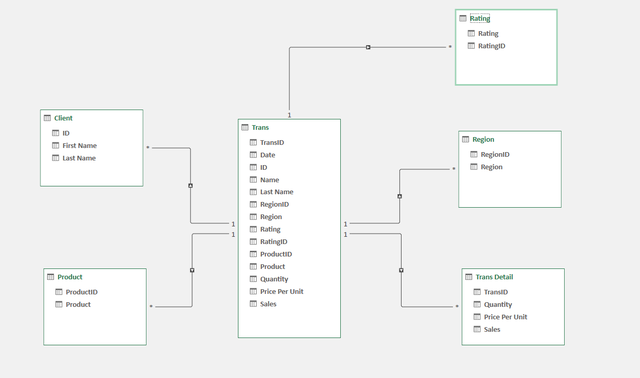 Rating
Rating
RatingID
*
1
Client
ID
First Name
Last Name
*
1
Trans
TransID
Date
ID
Name
Last Name
RegionID
Region
Rating
RatingID
ProductID
Product
Quantity
Price Per Unit
Sales
Region
RegionID
Region
*
1
Product
ProductID
Product
*
1
Trans Detail
TransID
Quantity
Price Per Unit
Sales
*
1